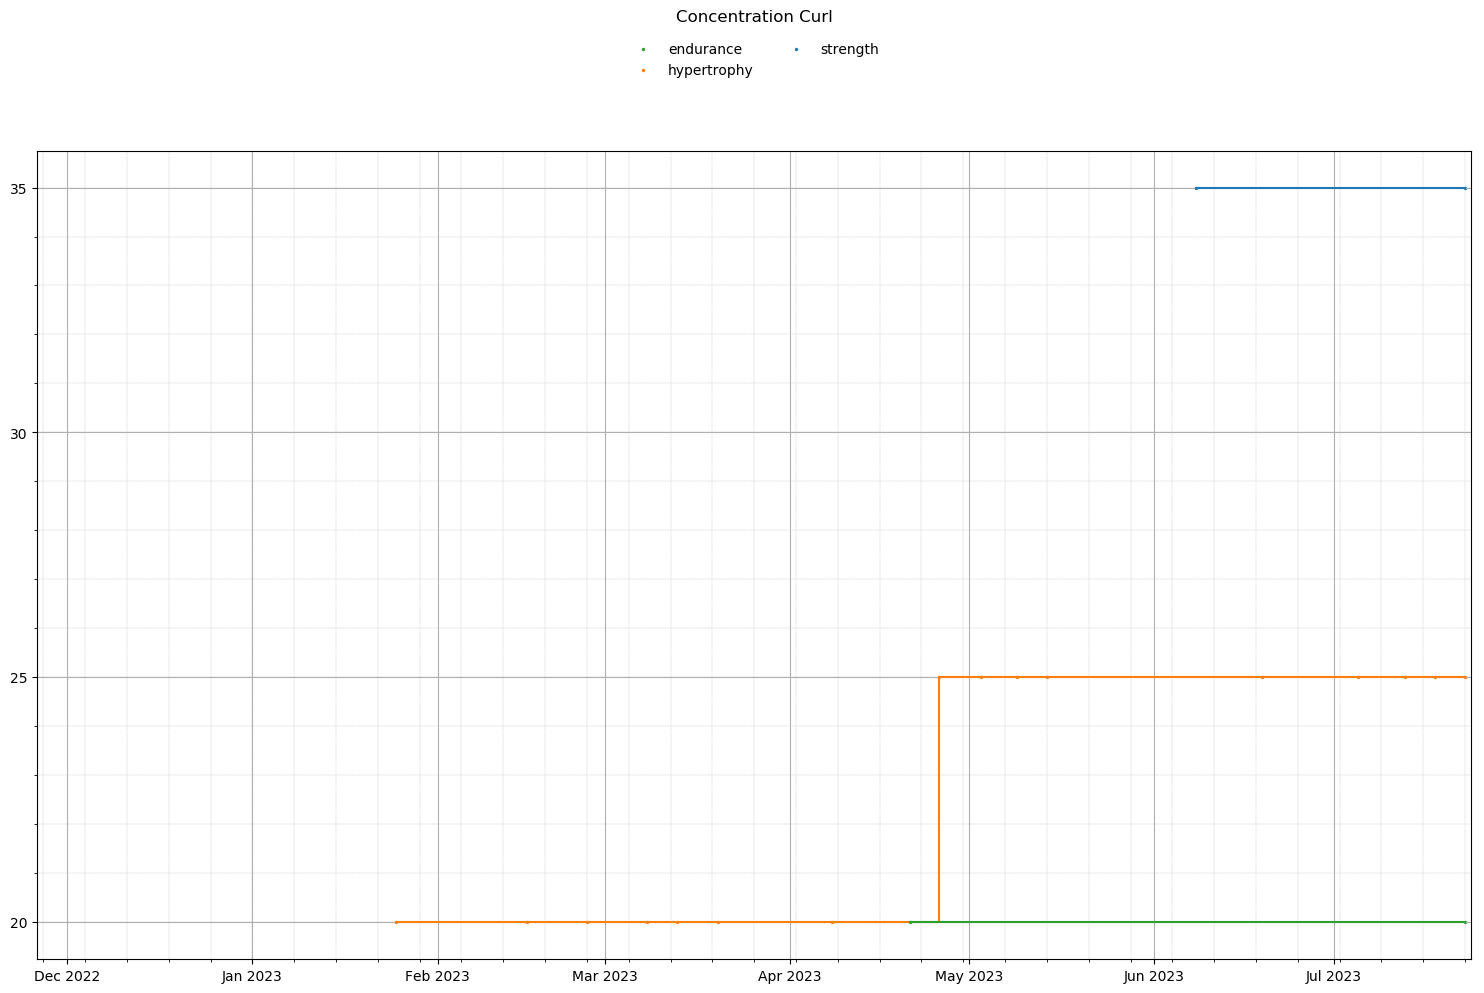 Concentration Curl
endurance strength
hypertrophy
35
30
25
20
Dec 2022 Jan 2023 Feb 2023 Mar 2023 Apr 2023 May 2023 Jun 2023 Jul 2023